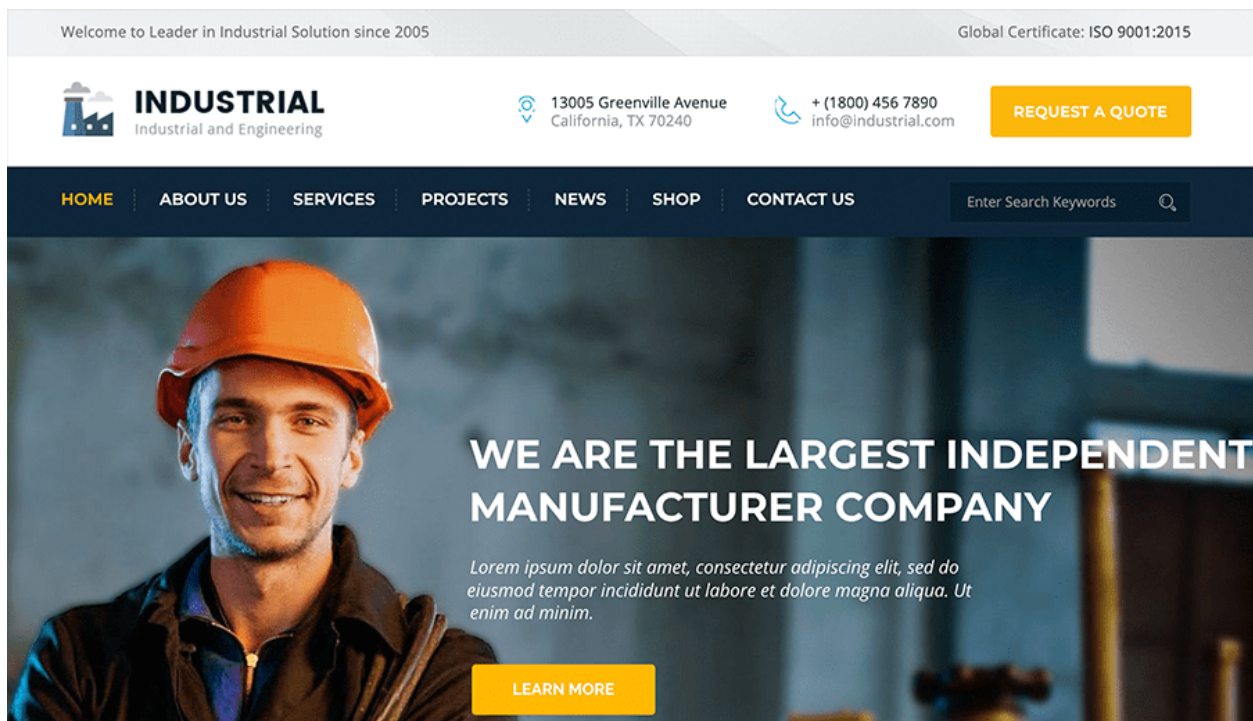 Welcome to Leader in Industrial Solution since 2005
Global Certificate: ISO 9001:2015
INDUSTRIAL
Industrial and Engineering
13005 Greenville Avenue
California, TX 70240
+ (1800) 456 7890
info@industrial.com
REQUEST A QUOTE
HOME
ABOUT US
SERVICES
PROJECTS
NEWS
SHOP
CONTACT US
Enter Search Keywords
WE ARE THE LARGEST INDEPENDENT
MANUFACTURER COMPANY
Lorem ipsum dolor sit amet, consectetur adipiscing elit, sed do
eiusmod tempor incididunt ut labore et dolore magna aliqua. Ut
enim ad minim.
LEARN MORE